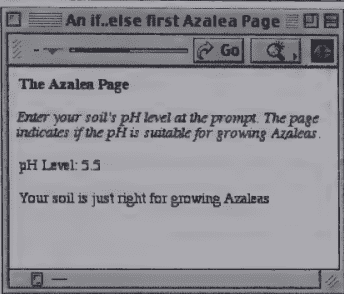 An if..else first Azalea Page
Go
The Azalea Page
Enter your soil's pH level at the prompt. The page
indicates if the pH is suitable for growing Azaleas.
pH Level: 5.5
Your soil is just right for growing Azaleas